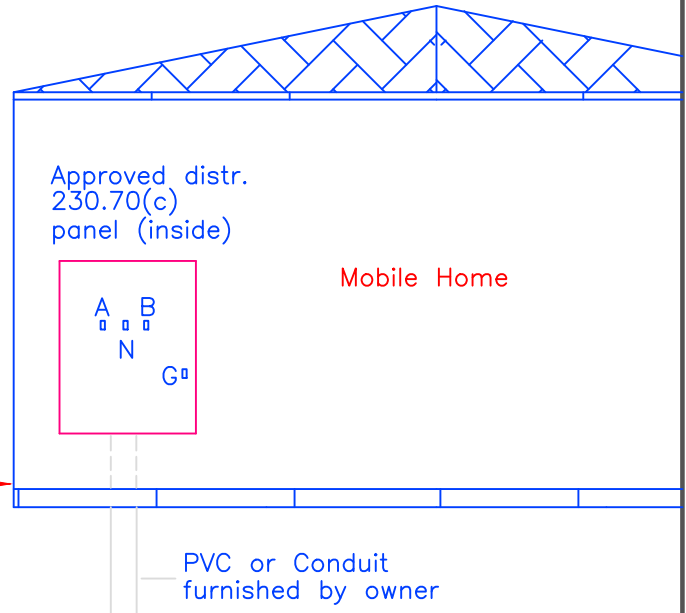 Approved distr.
230.70(c)
panel (inside)
Mobile Home
A B
N
G
PVC or Conduit
furnished by owner